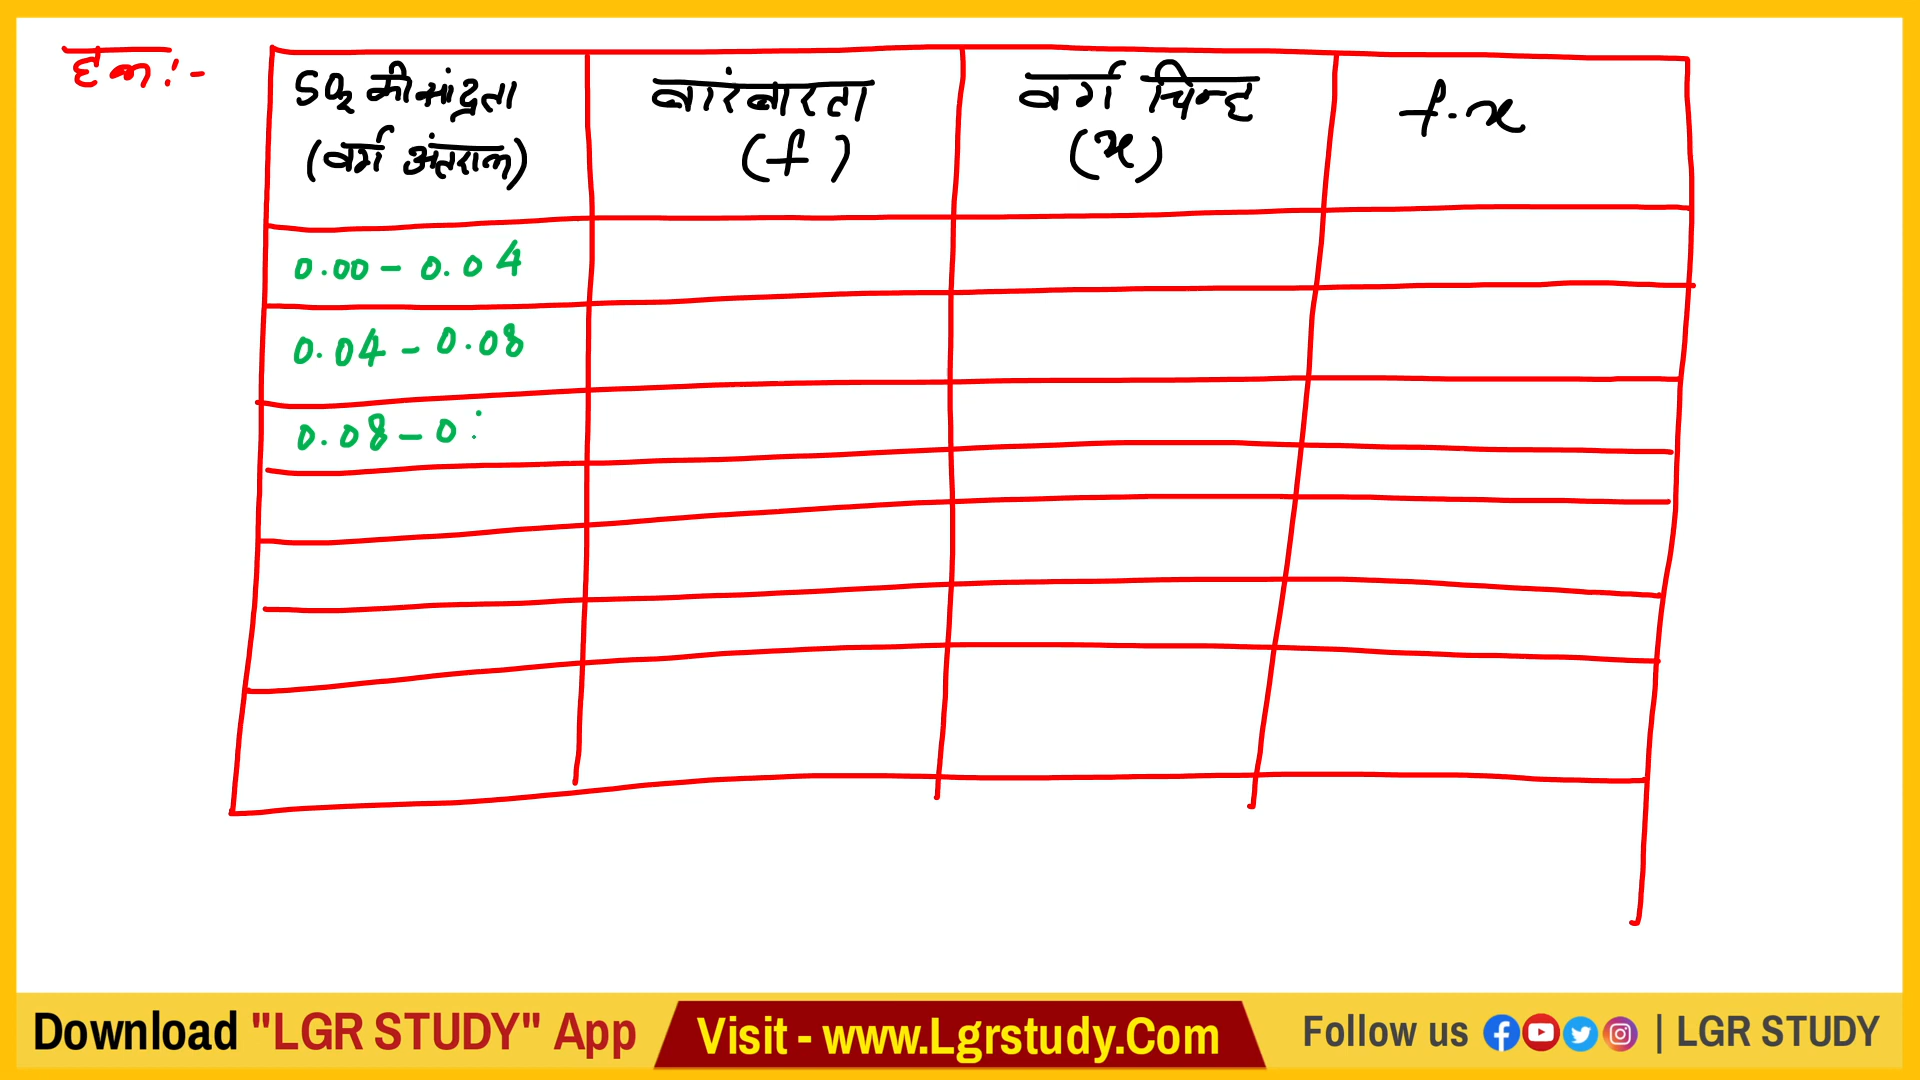 हल :-
SO₂ की सांद्रता
(वर्ग अंतराल)
बारंबारता
(f)
वर्ग चिन्ह
(x)
f.x
0.00 - 0.04
0.04 - 0.08
0.08 - 0
Download "LGR STUDY" App
Visit - www.Lgrstudy.Com
Follow us | LGR STUDY